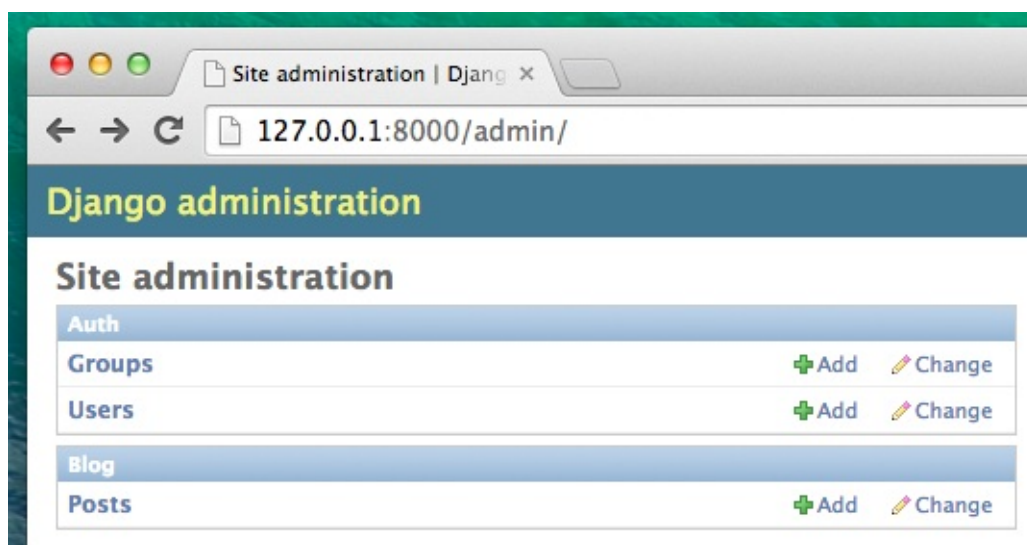 Site administration | Djang
127.0.0.1:8000/admin/
Django administration
Site administration
Auth
Groups Add Change
Users Add Change
Blog
Posts Add Change